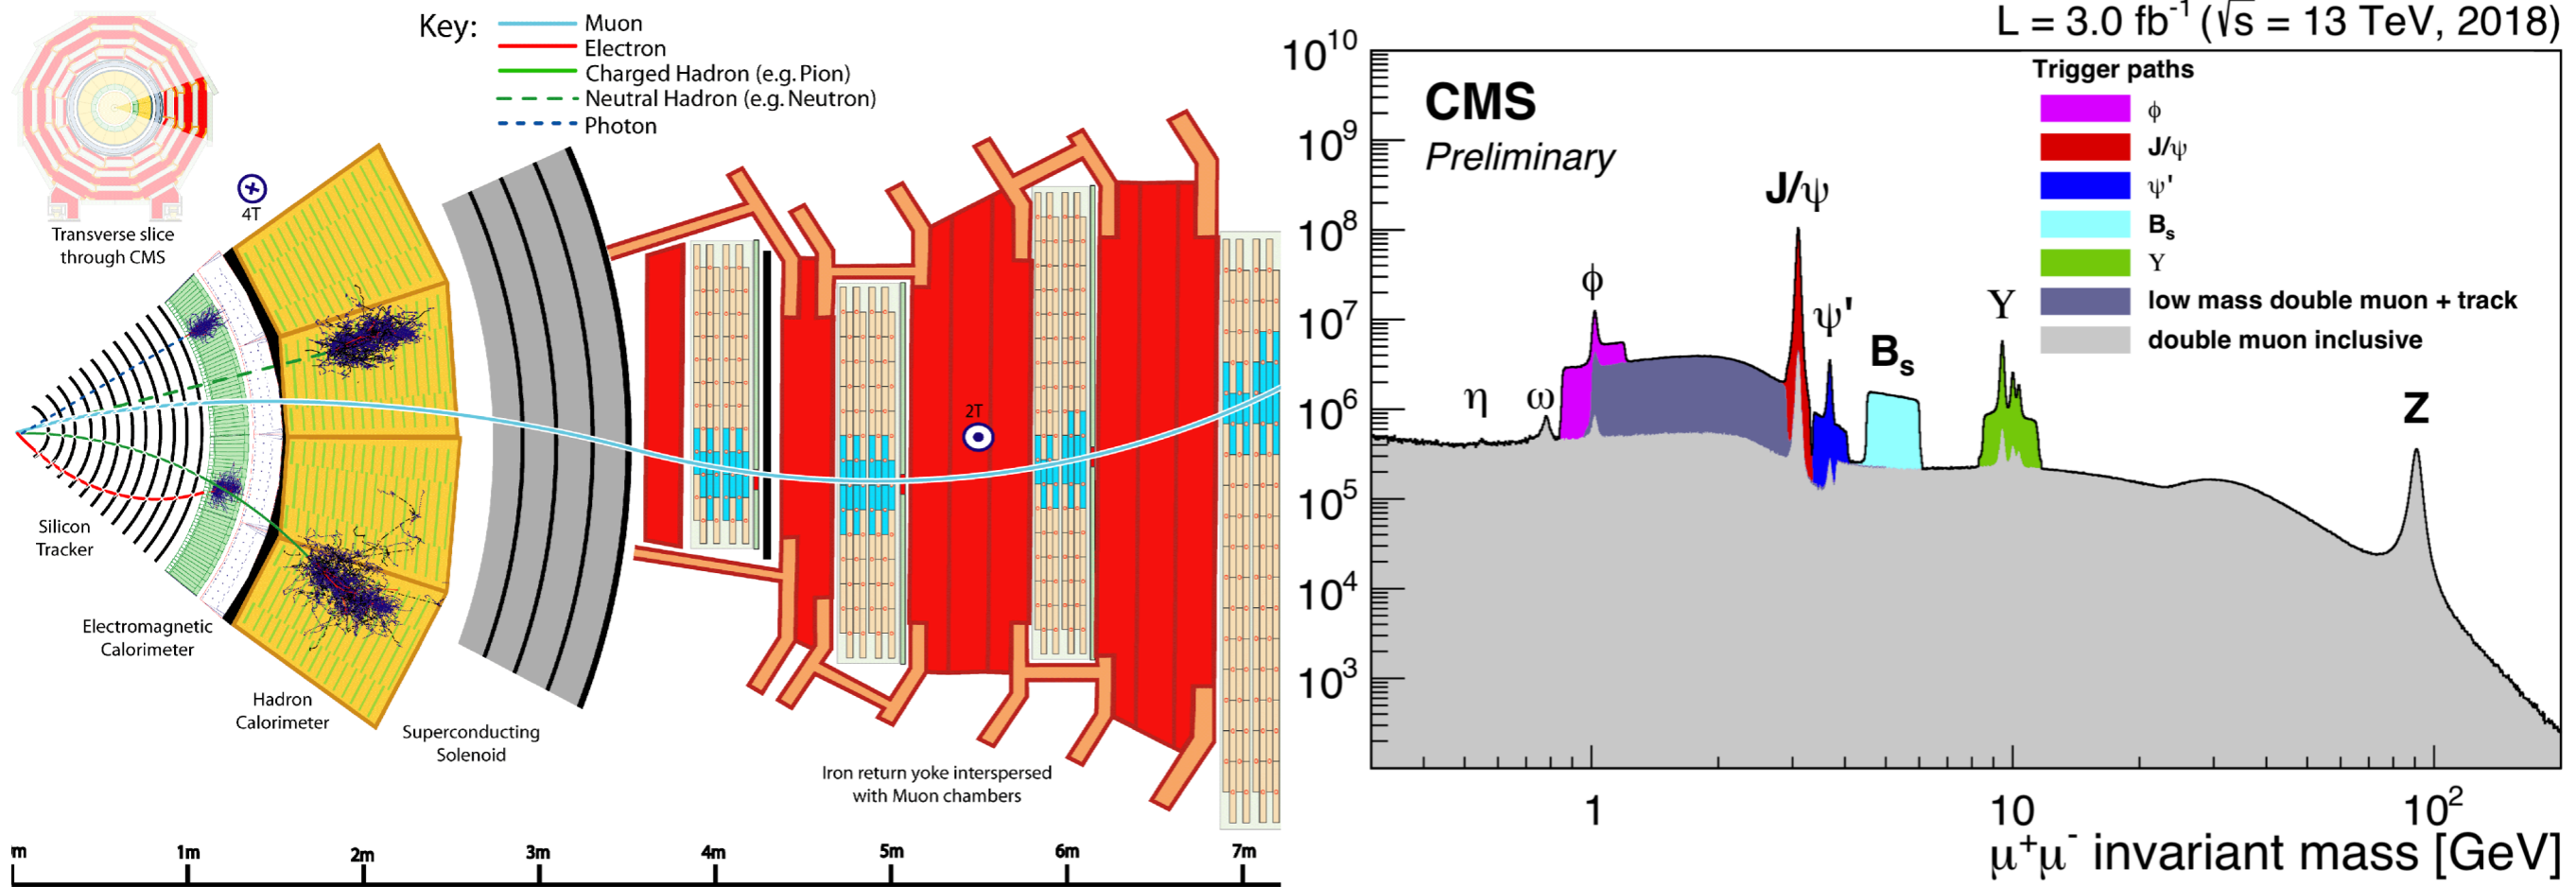 Key:
Muon
Electron
Charged Hadron (e.g. Pion)
Neutral Hadron (e.g. Neutron)
Photon
Transverse slice
through CMS
4T
2T
Silicon
Tracker
Electromagnetic
Calorimeter
Hadron
Calorimeter
Superconducting
Solenoid
Iron return yoke interspersed
with Muon chambers
m 1m 2m 3m 4m 5m 6m 7m
L = 3.0 fb⁻¹ (√s = 13 TeV, 2018)
CMS
Preliminary
Trigger paths
ϕ
J/ψ
ψ'
Bₛ
Υ
low mass double muon + track
double muon inclusive
η
ω
ϕ
J/ψ
ψ'
Bₛ
Υ
Z
10¹⁰
10⁹
10⁸
10⁷
10⁶
10⁵
10⁴
10³
1 10 10²
μ⁺μ⁻ invariant mass [GeV]